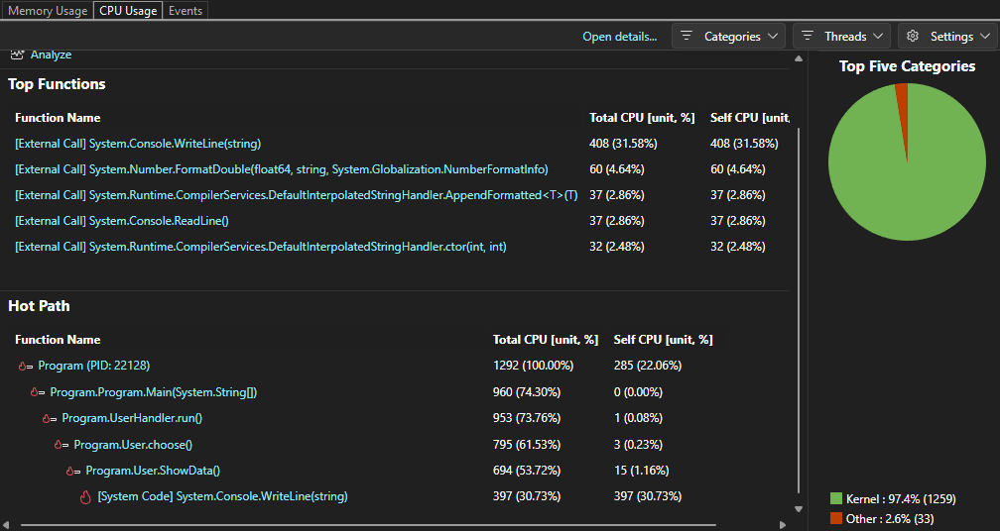 Memory Usage CPU Usage Events
Open details... Categories Threads Settings
Analyze
Top Functions
Function Name Total CPU [unit, %] Self CPU [unit,
[External Call] System.Console.WriteLine(string) 408 (31.58%) 408 (31.58%)
[External Call] System.Number.FormatDouble(float64, string, System.Globalization.NumberFormatInfo) 60 (4.64%) 60 (4.64%)
[External Call] System.Runtime.CompilerServices.DefaultInterpolatedStringHandler.AppendFormatted<T>(T) 37 (2.86%) 37 (2.86%)
[External Call] System.Console.ReadLine() 37 (2.86%) 37 (2.86%)
[External Call] System.Runtime.CompilerServices.DefaultInterpolatedStringHandler.ctor(int, int) 32 (2.48%) 32 (2.48%)
Hot Path
Function Name Total CPU [unit, %] Self CPU [unit, %]
Program (PID: 22128) 1292 (100.00%) 285 (22.06%)
Program.Program.Main(System.String[]) 960 (74.30%) 0 (0.00%)
Program.UserHandler.run() 953 (73.76%) 1 (0.08%)
Program.User.choose() 795 (61.53%) 3 (0.23%)
Program.User.ShowData() 694 (53.72%) 15 (1.16%)
[System Code] System.Console.WriteLine(string) 397 (30.73%) 397 (30.73%)
Top Five Categories
Kernel : 97.4% (1259)
Other : 2.6% (33)